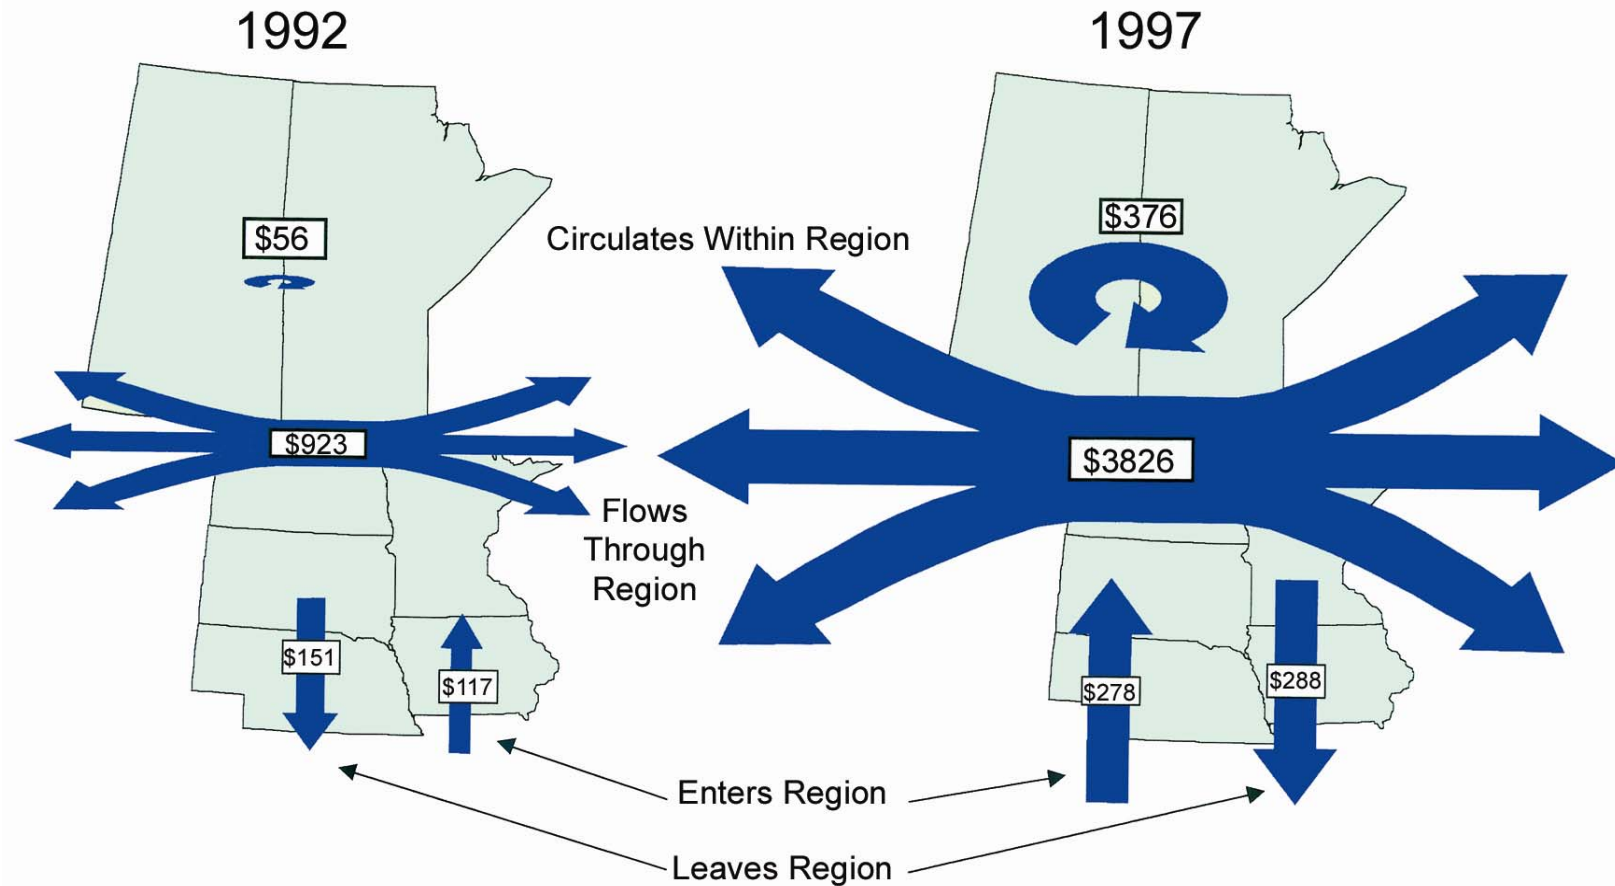 1992
1997
$56
Circulates Within Region
$376
$923
$3826
Flows
Through
Region
$151
$117
$278
$288
Enters Region
Leaves Region